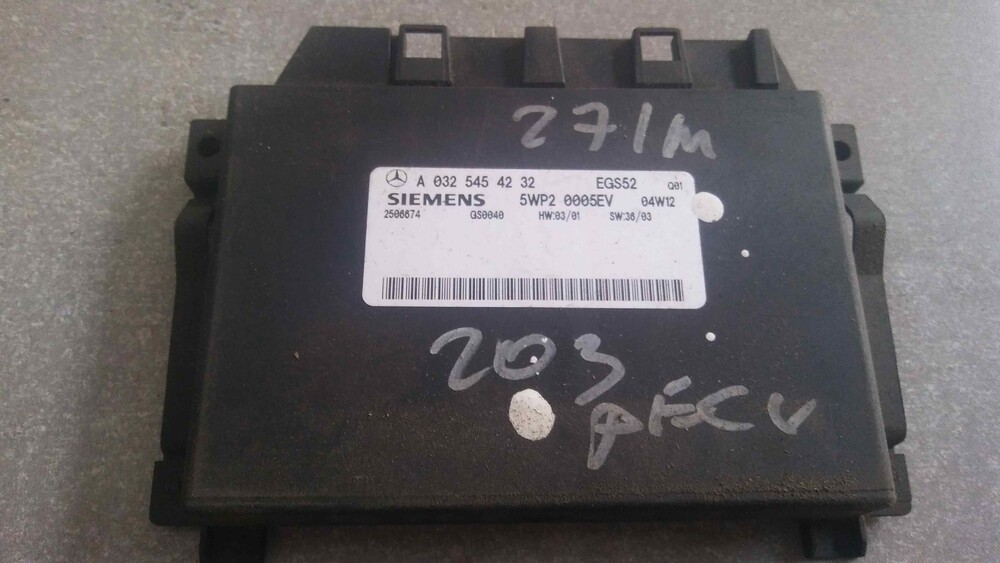 271M
A 032 545 42 32 EGS52 Q01
SIEMENS 5WP2 0005EV 04W12
2506674 GS0040 HW:03/01 SW:36/03
203